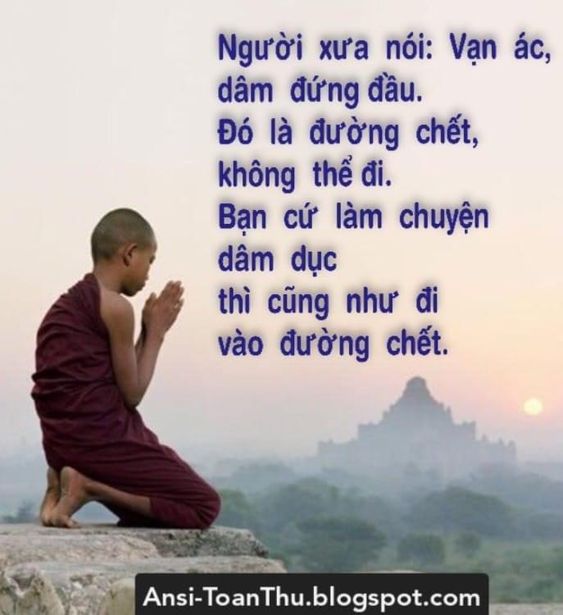 Người xưa nói: Vạn ác,
dâm đứng đầu.
Đó là đường chết,
không thể đi.
Bạn cứ làm chuyện
dâm dục
thì cũng như đi
vào đường chết.
Ansi-ToanThu.blogspot.com